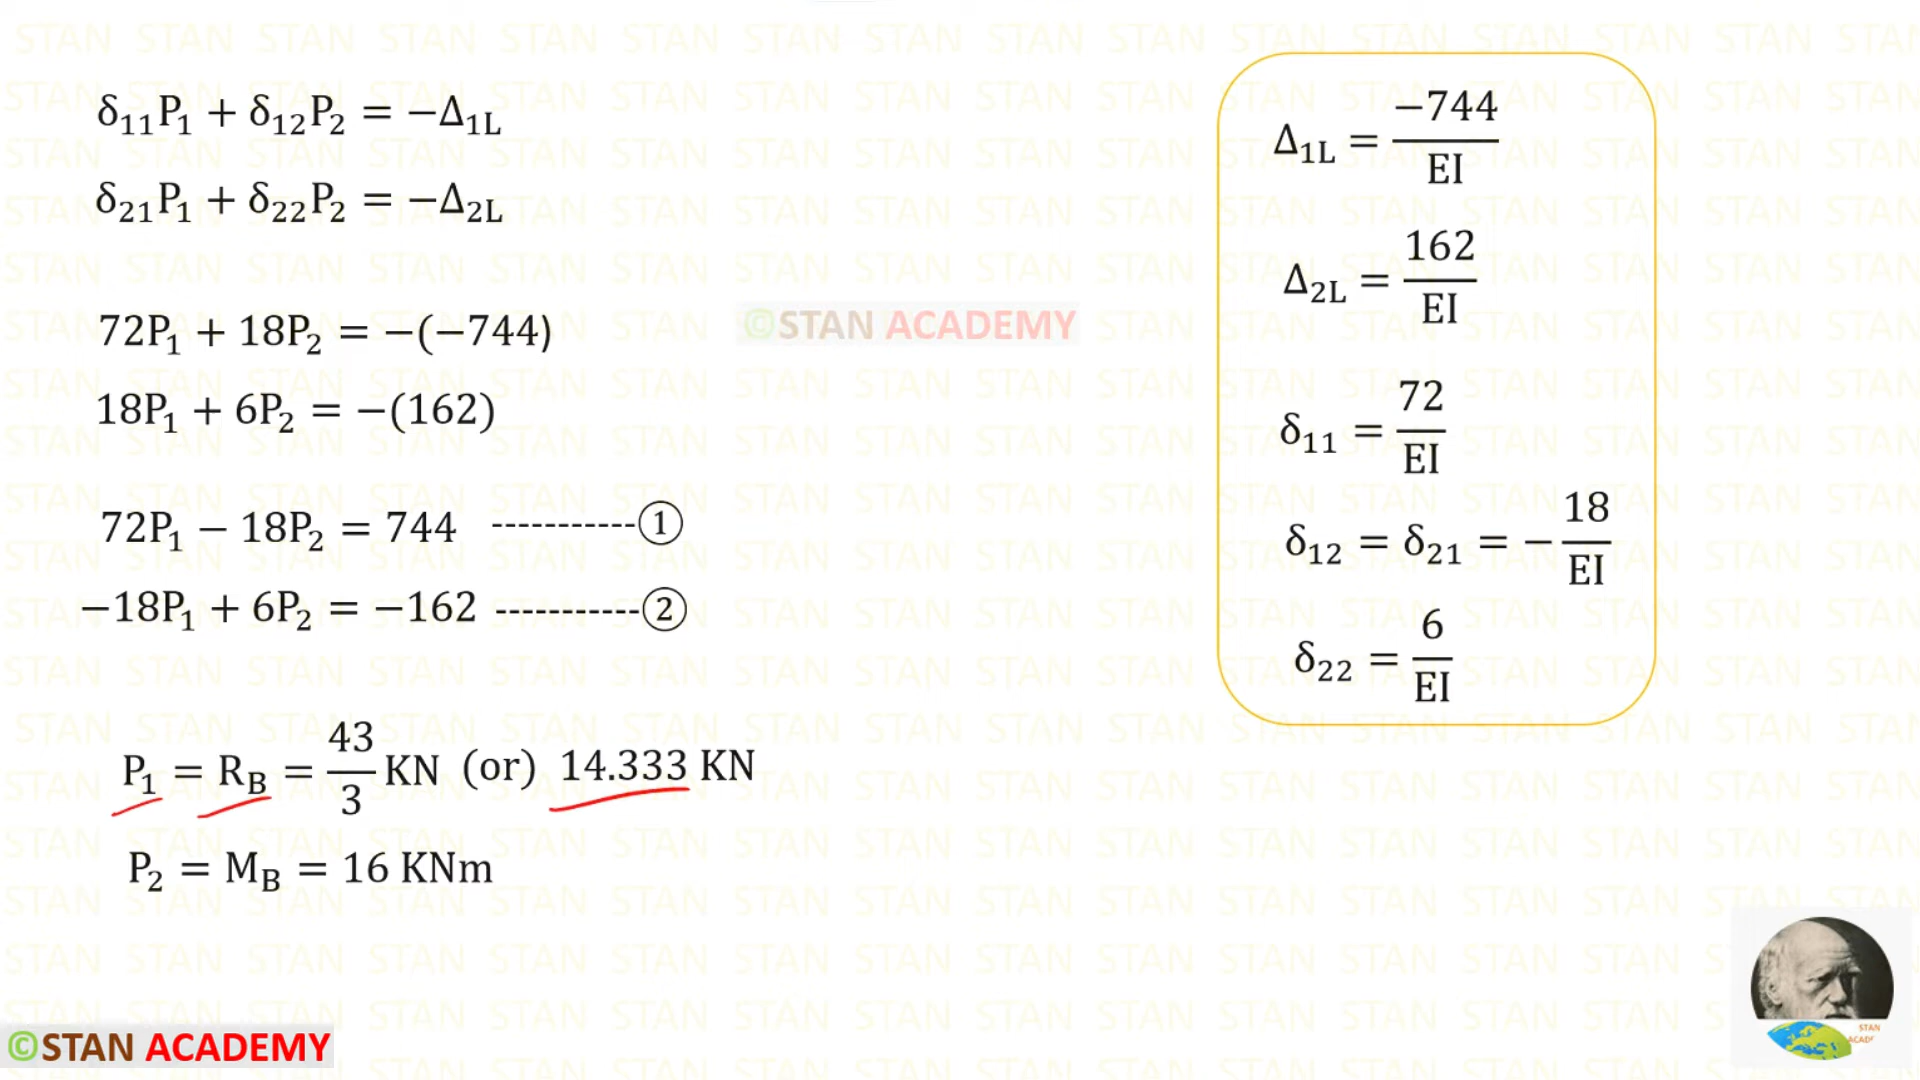 δ₁₁P₁ + δ₁₂P₂ = −Δ₁L
δ₂₁P₁ + δ₂₂P₂ = −Δ₂L
72P₁ + 18P₂ = −(−744)
18P₁ + 6P₂ = −(162)
72P₁ − 18P₂ = 744 -----------①
−18P₁ + 6P₂ = −162 -----------②
P₁ = R_B = 43/3 KN (or) 14.333 KN
P₂ = M_B = 16 KNm
©STAN ACADEMY
Δ₁L = −744/EI
Δ₂L = 162/EI
δ₁₁ = 72/EI
δ₁₂ = δ₂₁ = −18/EI
δ₂₂ = 6/EI
©STAN ACADEMY
STAN